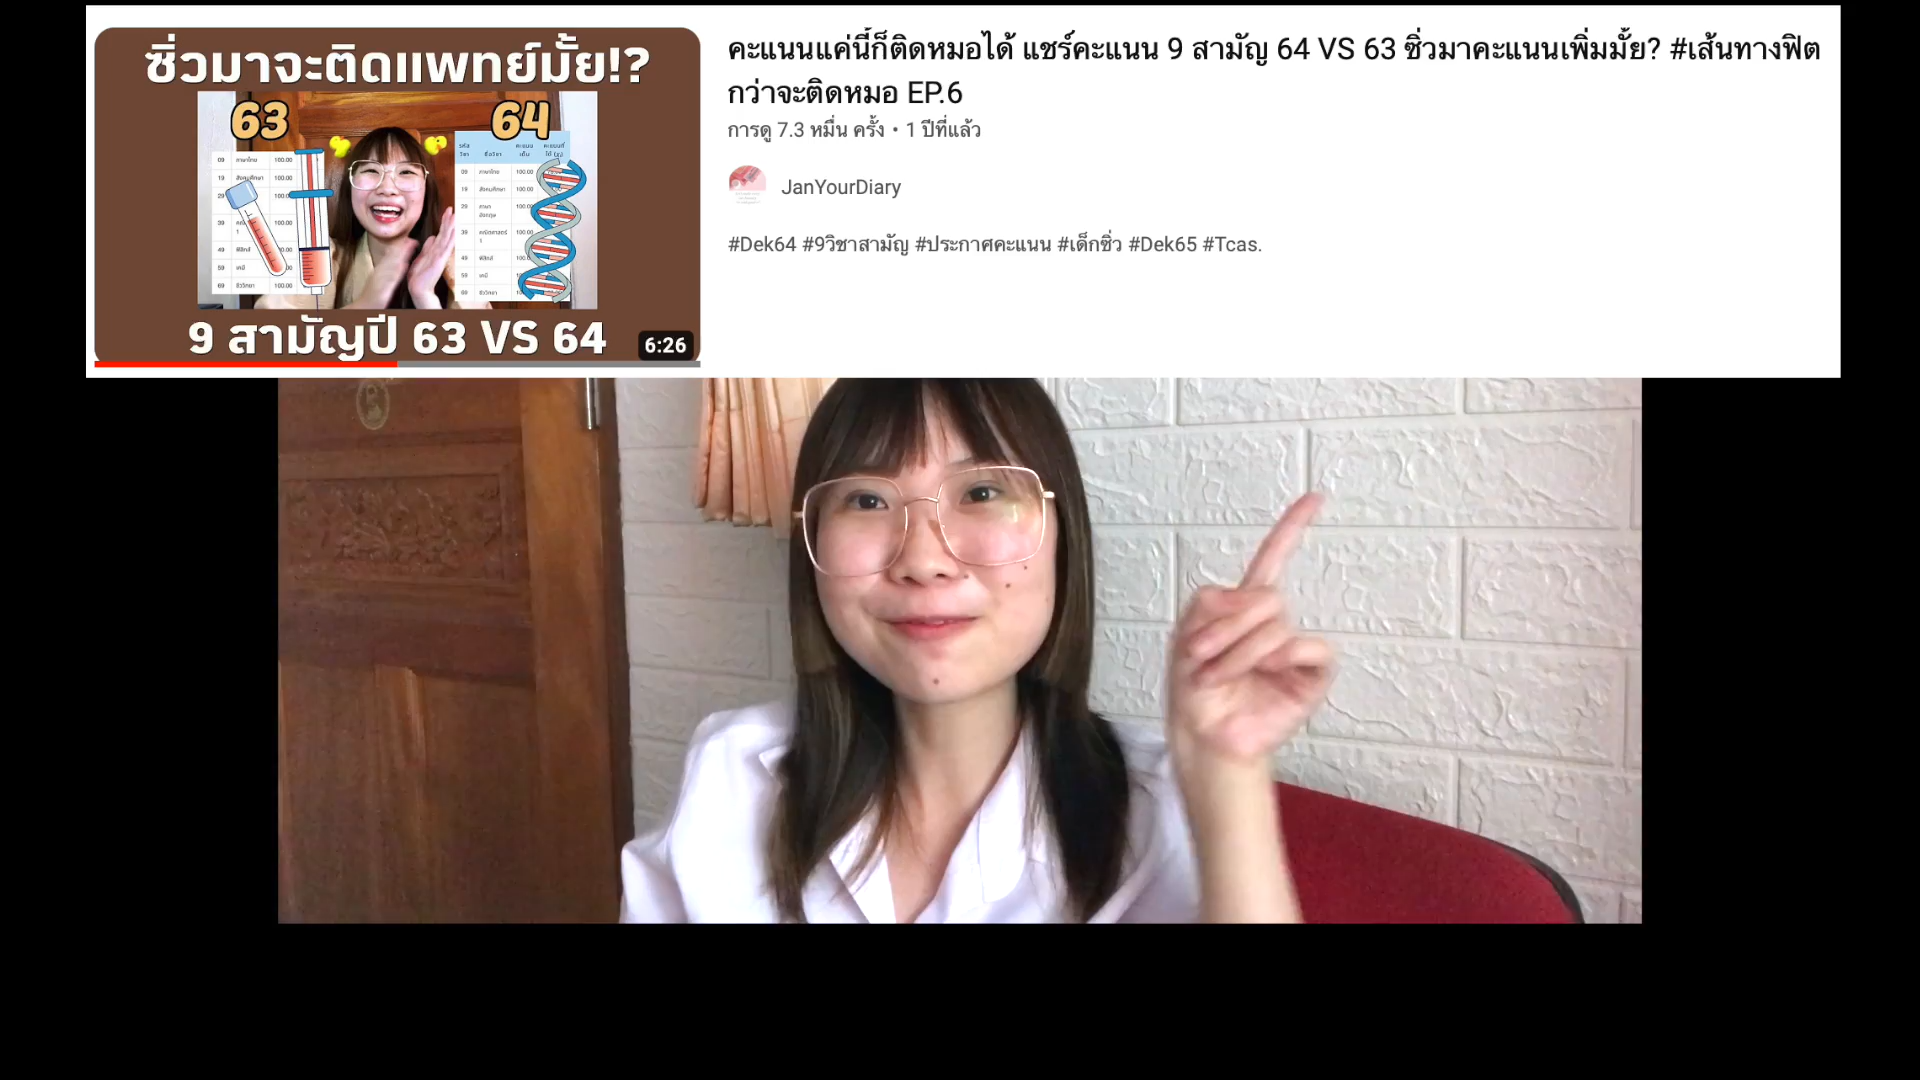 ซิ่วมาจะติดแพทย์มั้ย!?
63
64
9 สามัญปี 63 VS 64
6:26
คะแนนแค่นี้ก็ติดหมอได้ แชร์คะแนน 9 สามัญ 64 VS 63 ซิ่วมาคะแนนเพิ่มมั้ย? #เส้นทางฟิต
กว่าจะติดหมอ EP.6
การดู 7.3 หมื่น ครั้ง • 1 ปีที่แล้ว
JanYourDiary
#Dek64 #9วิชาสามัญ #ประกาศคะแนน #เด็กซิ่ว #Dek65 #Tcas.